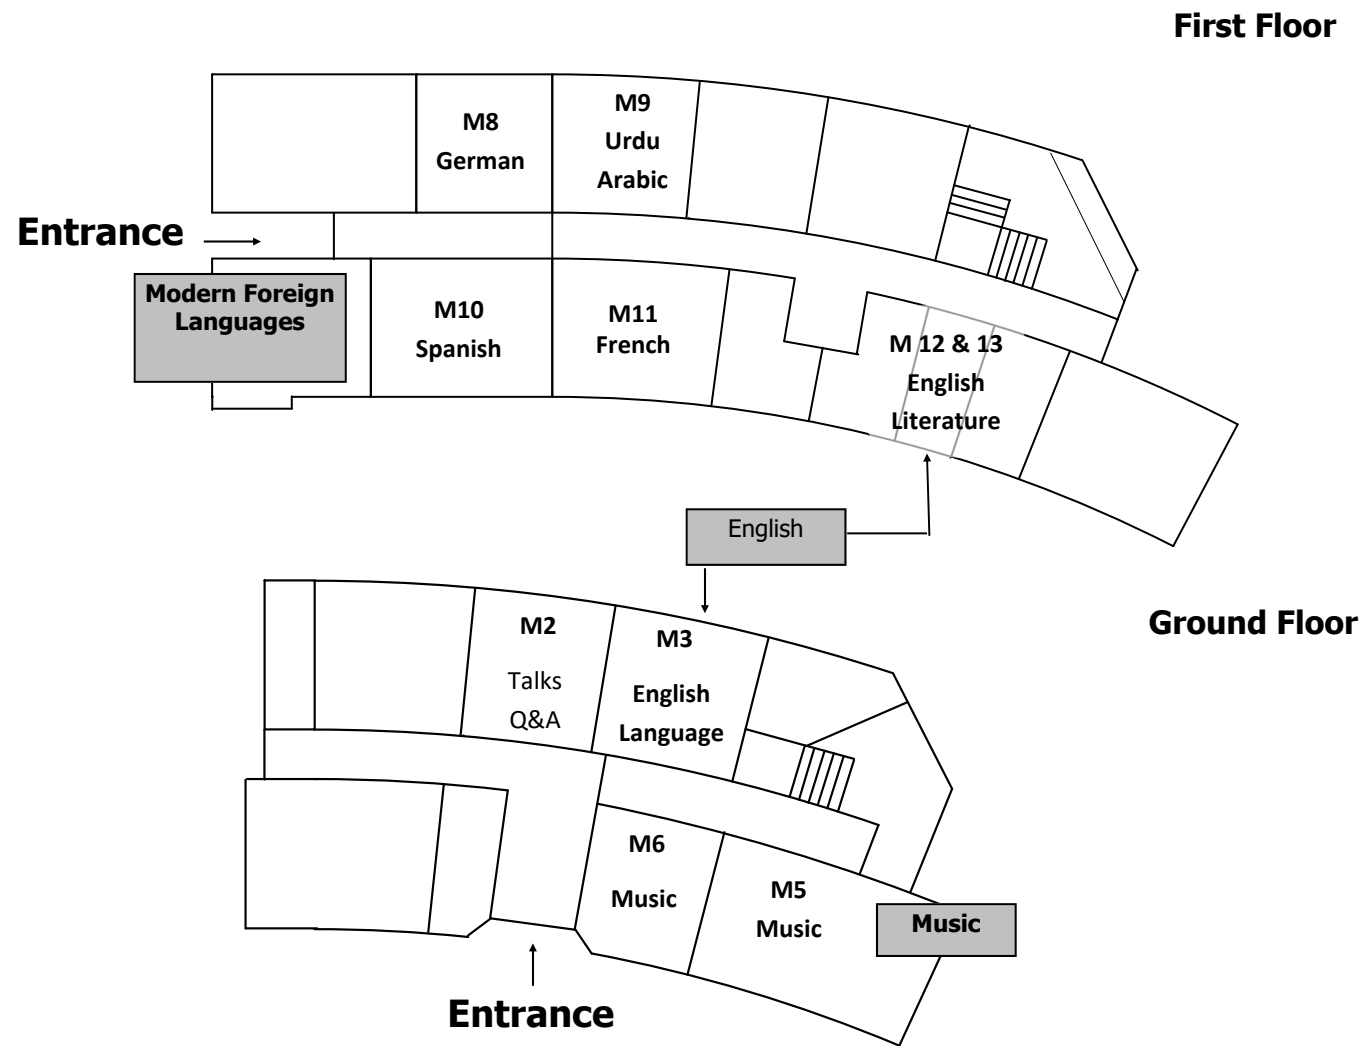 First Floor
M8
German
M9
Urdu
Arabic
Entrance
Modern Foreign
Languages
M10
Spanish
M11
French
M 12 & 13
English
Literature
English
Ground Floor
M2
Talks
Q&A
M3
English
Language
M6
Music
M5
Music
Music
Entrance